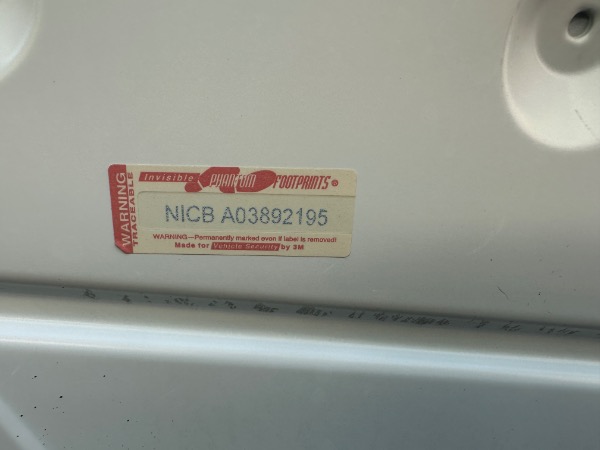 WARNING
TRACEABLE
Invisible PHANTOM FOOTPRINTS ®
NICB A03892195
WARNING—Permanently marked even if label is removed!
Made for Vehicle Security by 3M